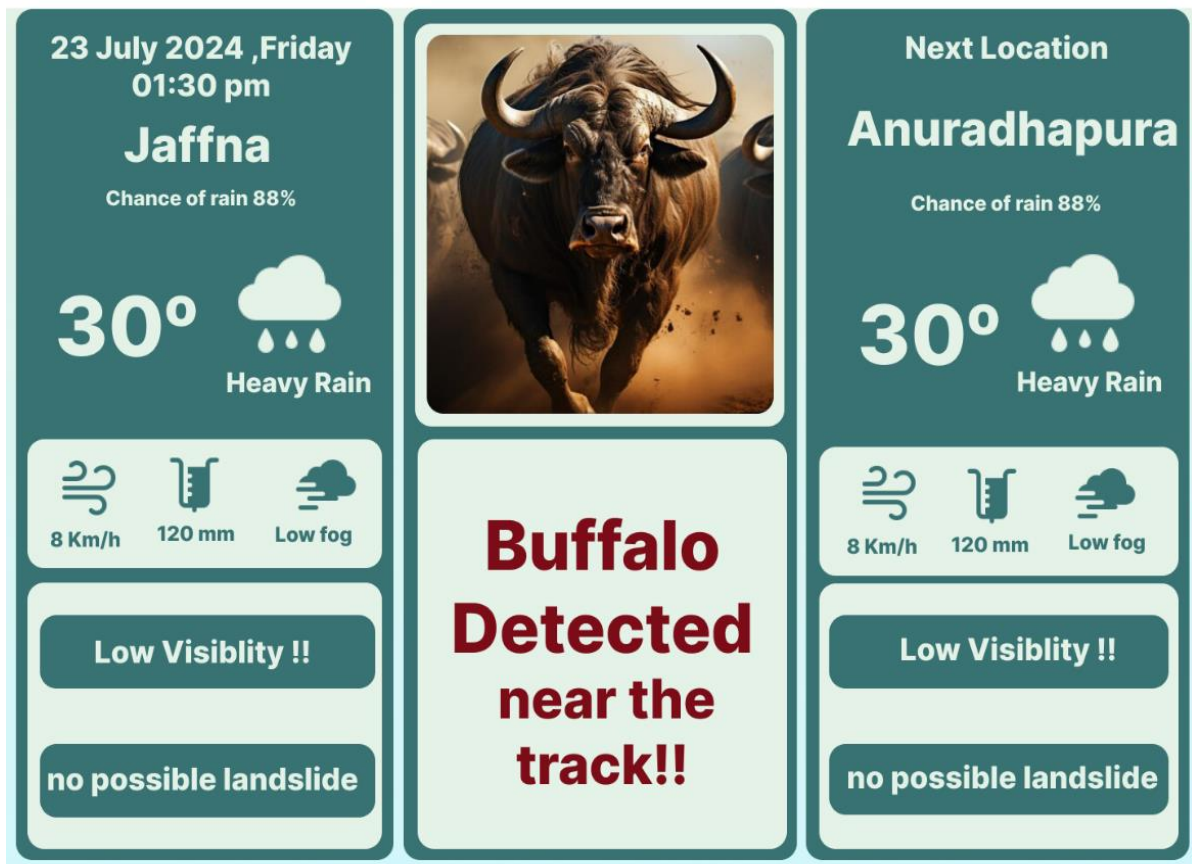 23 July 2024 ,Friday
01:30 pm
Jaffna
Chance of rain 88%
30º
Heavy Rain
8 Km/h
120 mm
Low fog
Low Visiblity !!
no possible landslide
Buffalo
Detected
near the
track!!
Next Location
Anuradhapura
Chance of rain 88%
30º
Heavy Rain
8 Km/h
120 mm
Low fog
Low Visiblity !!
no possible landslide